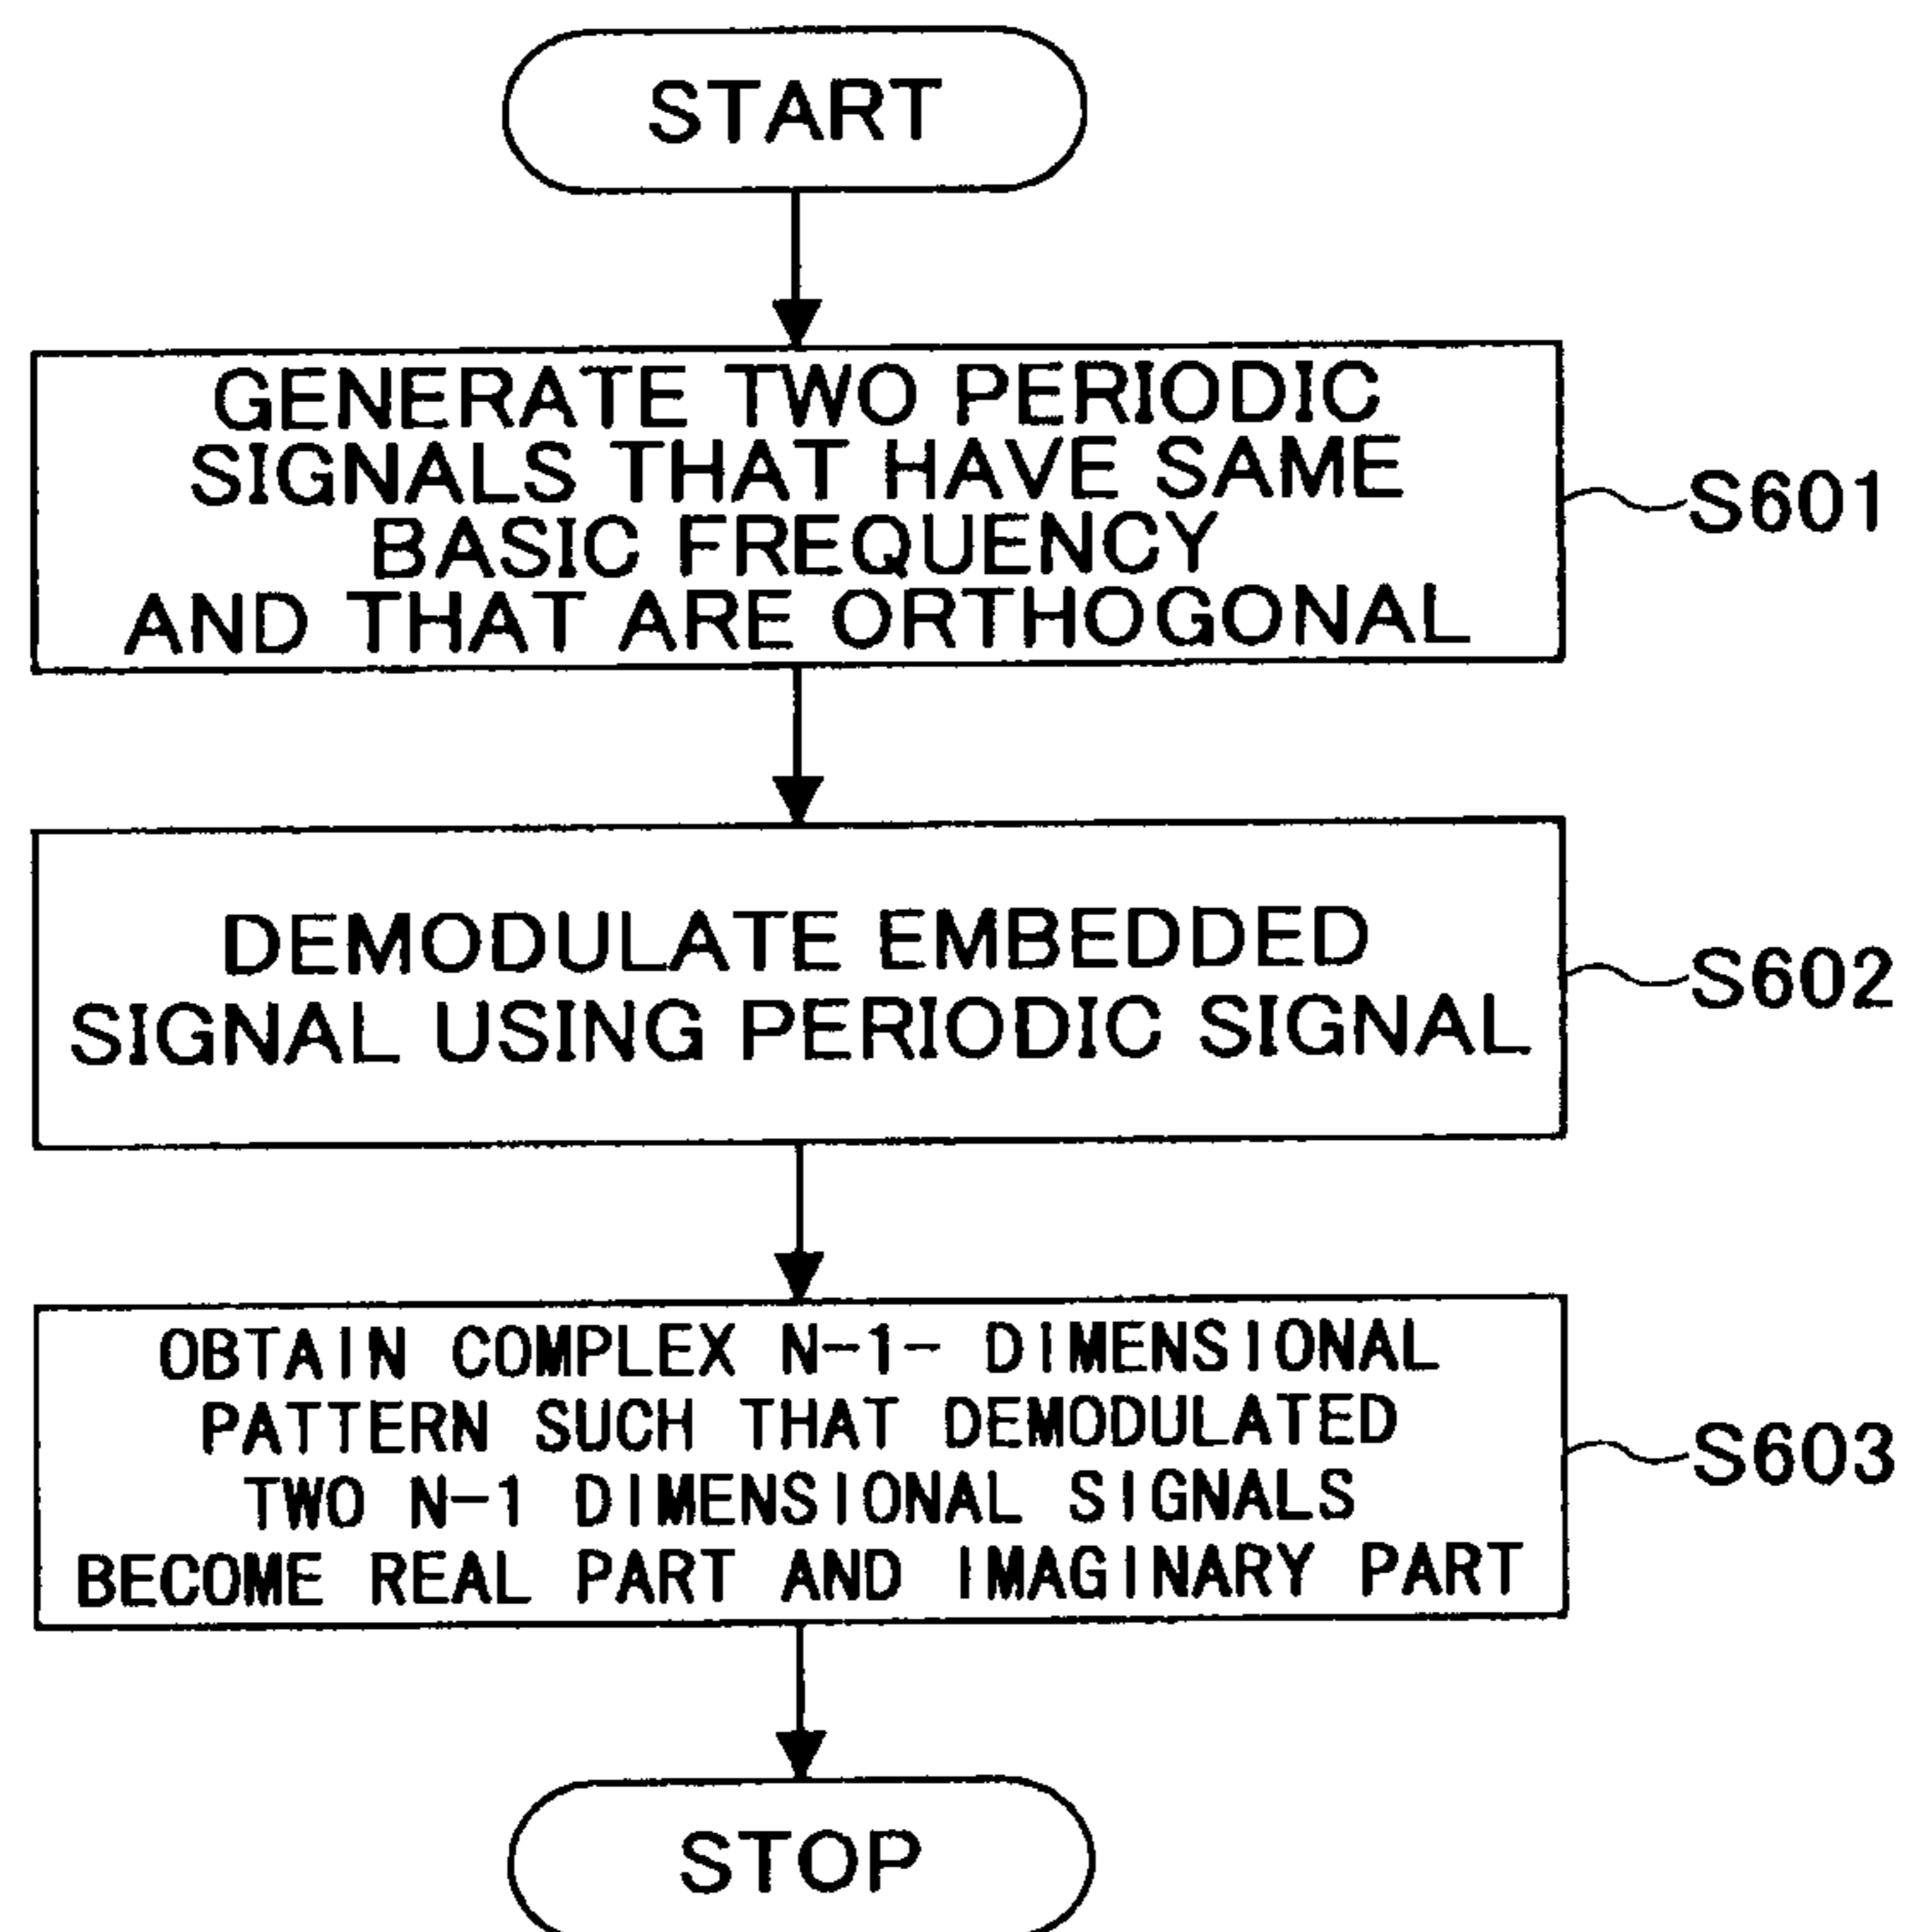 START
GENERATE TWO PERIODIC
SIGNALS THAT HAVE SAME
BASIC FREQUENCY
AND THAT ARE ORTHOGONAL
S601
DEMODULATE EMBEDDED
SIGNAL USING PERIODIC SIGNAL
S602
OBTAIN COMPLEX N-1- DIMENSIONAL
PATTERN SUCH THAT DEMODULATED
TWO N-1 DIMENSIONAL SIGNALS
BECOME REAL PART AND IMAGINARY PART
S603
STOP